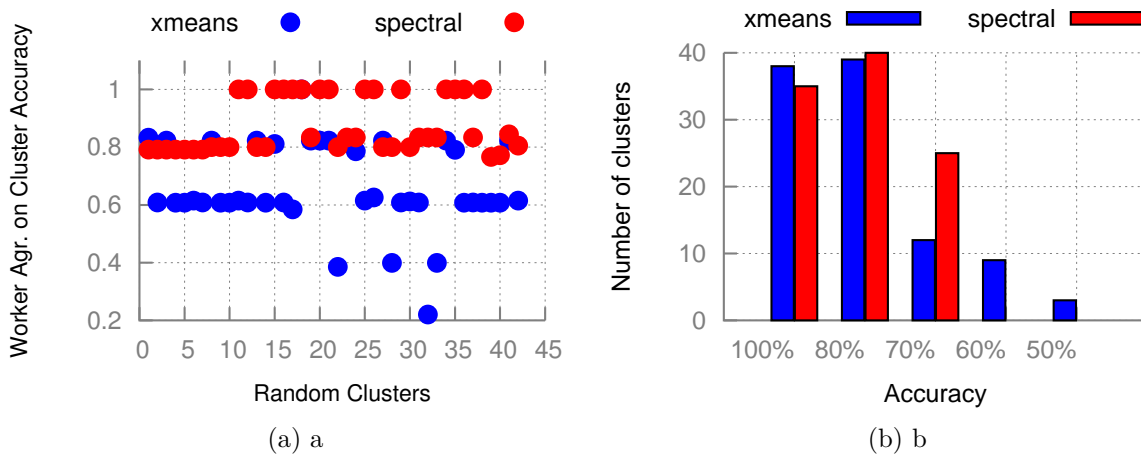 xmeans spectral
Worker Agr. on Cluster Accuracy
1
0.8
0.6
0.4
0.2
0 5 10 15 20 25 30 35 40 45
Random Clusters
(a) a
xmeans spectral
Number of clusters
40
30
20
10
0
100% 80% 70% 60% 50%
Accuracy
(b) b